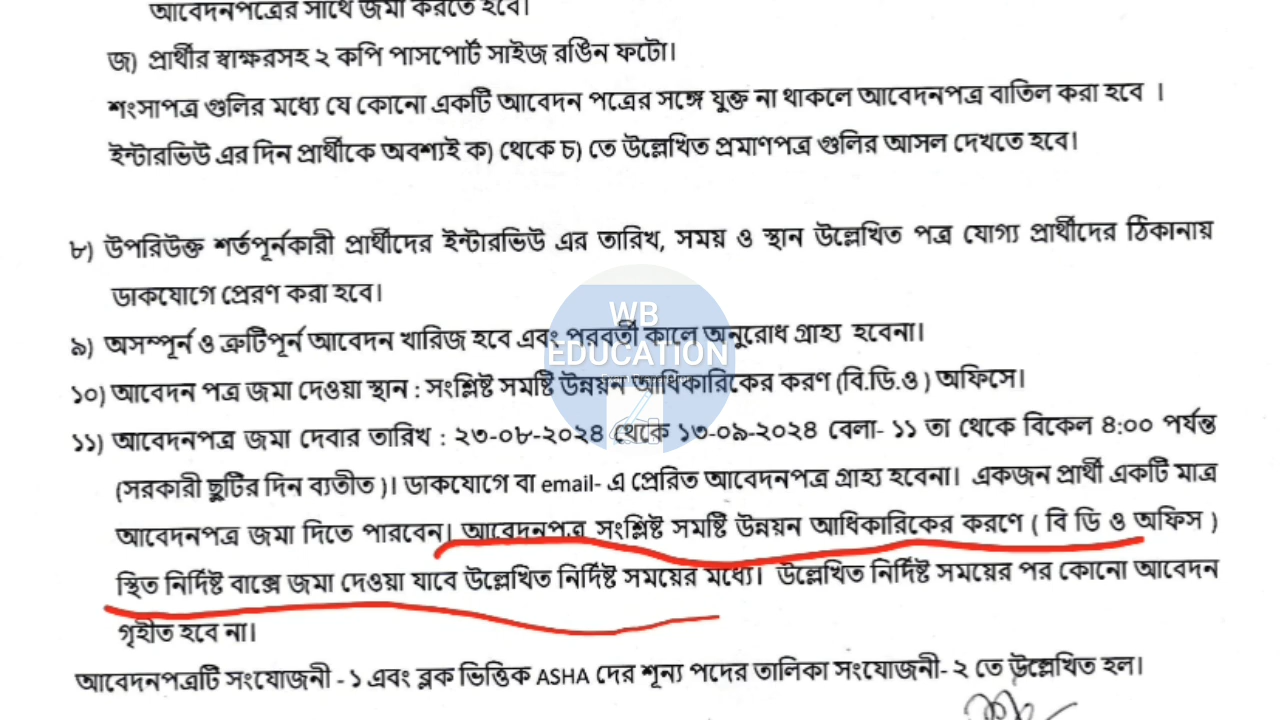 আবেদনপত্রের সাথে জমা করতে হবে।
জ) প্রার্থীর স্বাক্ষরসহ ২ কপি পাসপোর্ট সাইজ রঙিন ফটো।
শংসাপত্র গুলির মধ্যে যে কোনো একটি আবেদন পত্রের সঙ্গে যুক্ত না থাকলে আবেদনপত্র বাতিল করা হবে ।
ইন্টারভিউ এর দিন প্রার্থীকে অবশ্যই ক) থেকে চ) তে উল্লেখিত প্রমাণপত্র গুলির আসল দেখতে হবে।
৮) উপরিউক্ত শর্তপূর্নকারী প্রার্থীদের ইন্টারভিউ এর তারিখ, সময় ও স্থান উল্লেখিত পত্র যোগ্য প্রার্থীদের ঠিকানায়
ডাকযোগে প্রেরণ করা হবে।
৯) অসম্পূর্ন ও ত্রুটিপূর্ন আবেদন খারিজ হবে এবং পরবর্তী কালে অনুরোধ গ্রাহ্য হবেনা।
WB
EDUCATION
১০) আবেদন পত্র জমা দেওয়া স্থান : সংশ্লিষ্ট সমষ্টি উন্নয়ন আধিকারিকের করণ (বি.ডি.ও ) অফিসে।
১১) আবেদনপত্র জমা দেবার তারিখ : ২৩-০৮-২০২৪ থেকে ১৩-০৯-২০২৪ বেলা- ১১ তা থেকে বিকেল ৪:০০ পর্যন্ত
(সরকারী ছুটির দিন ব্যতীত )। ডাকযোগে বা email- এ প্রেরিত আবেদনপত্র গ্রাহ্য হবেনা। একজন প্রার্থী একটি মাত্র
আবেদনপত্র জমা দিতে পারবেন। আবেদনপত্র সংশ্লিষ্ট সমষ্টি উন্নয়ন আধিকারিকের করণে ( বি ডি ও অফিস )
স্থিত নির্দিষ্ট বাক্সে জমা দেওয়া যাবে উল্লেখিত নির্দিষ্ট সময়ের মধ্যে। উল্লেখিত নির্দিষ্ট সময়ের পর কোনো আবেদন
গৃহীত হবে না।
আবেদনপত্রটি সংযোজনী - ১ এবং ব্লক ভিত্তিক ASHA দের শূন্য পদের তালিকা সংযোজনী- ২ তে উল্লেখিত হল।